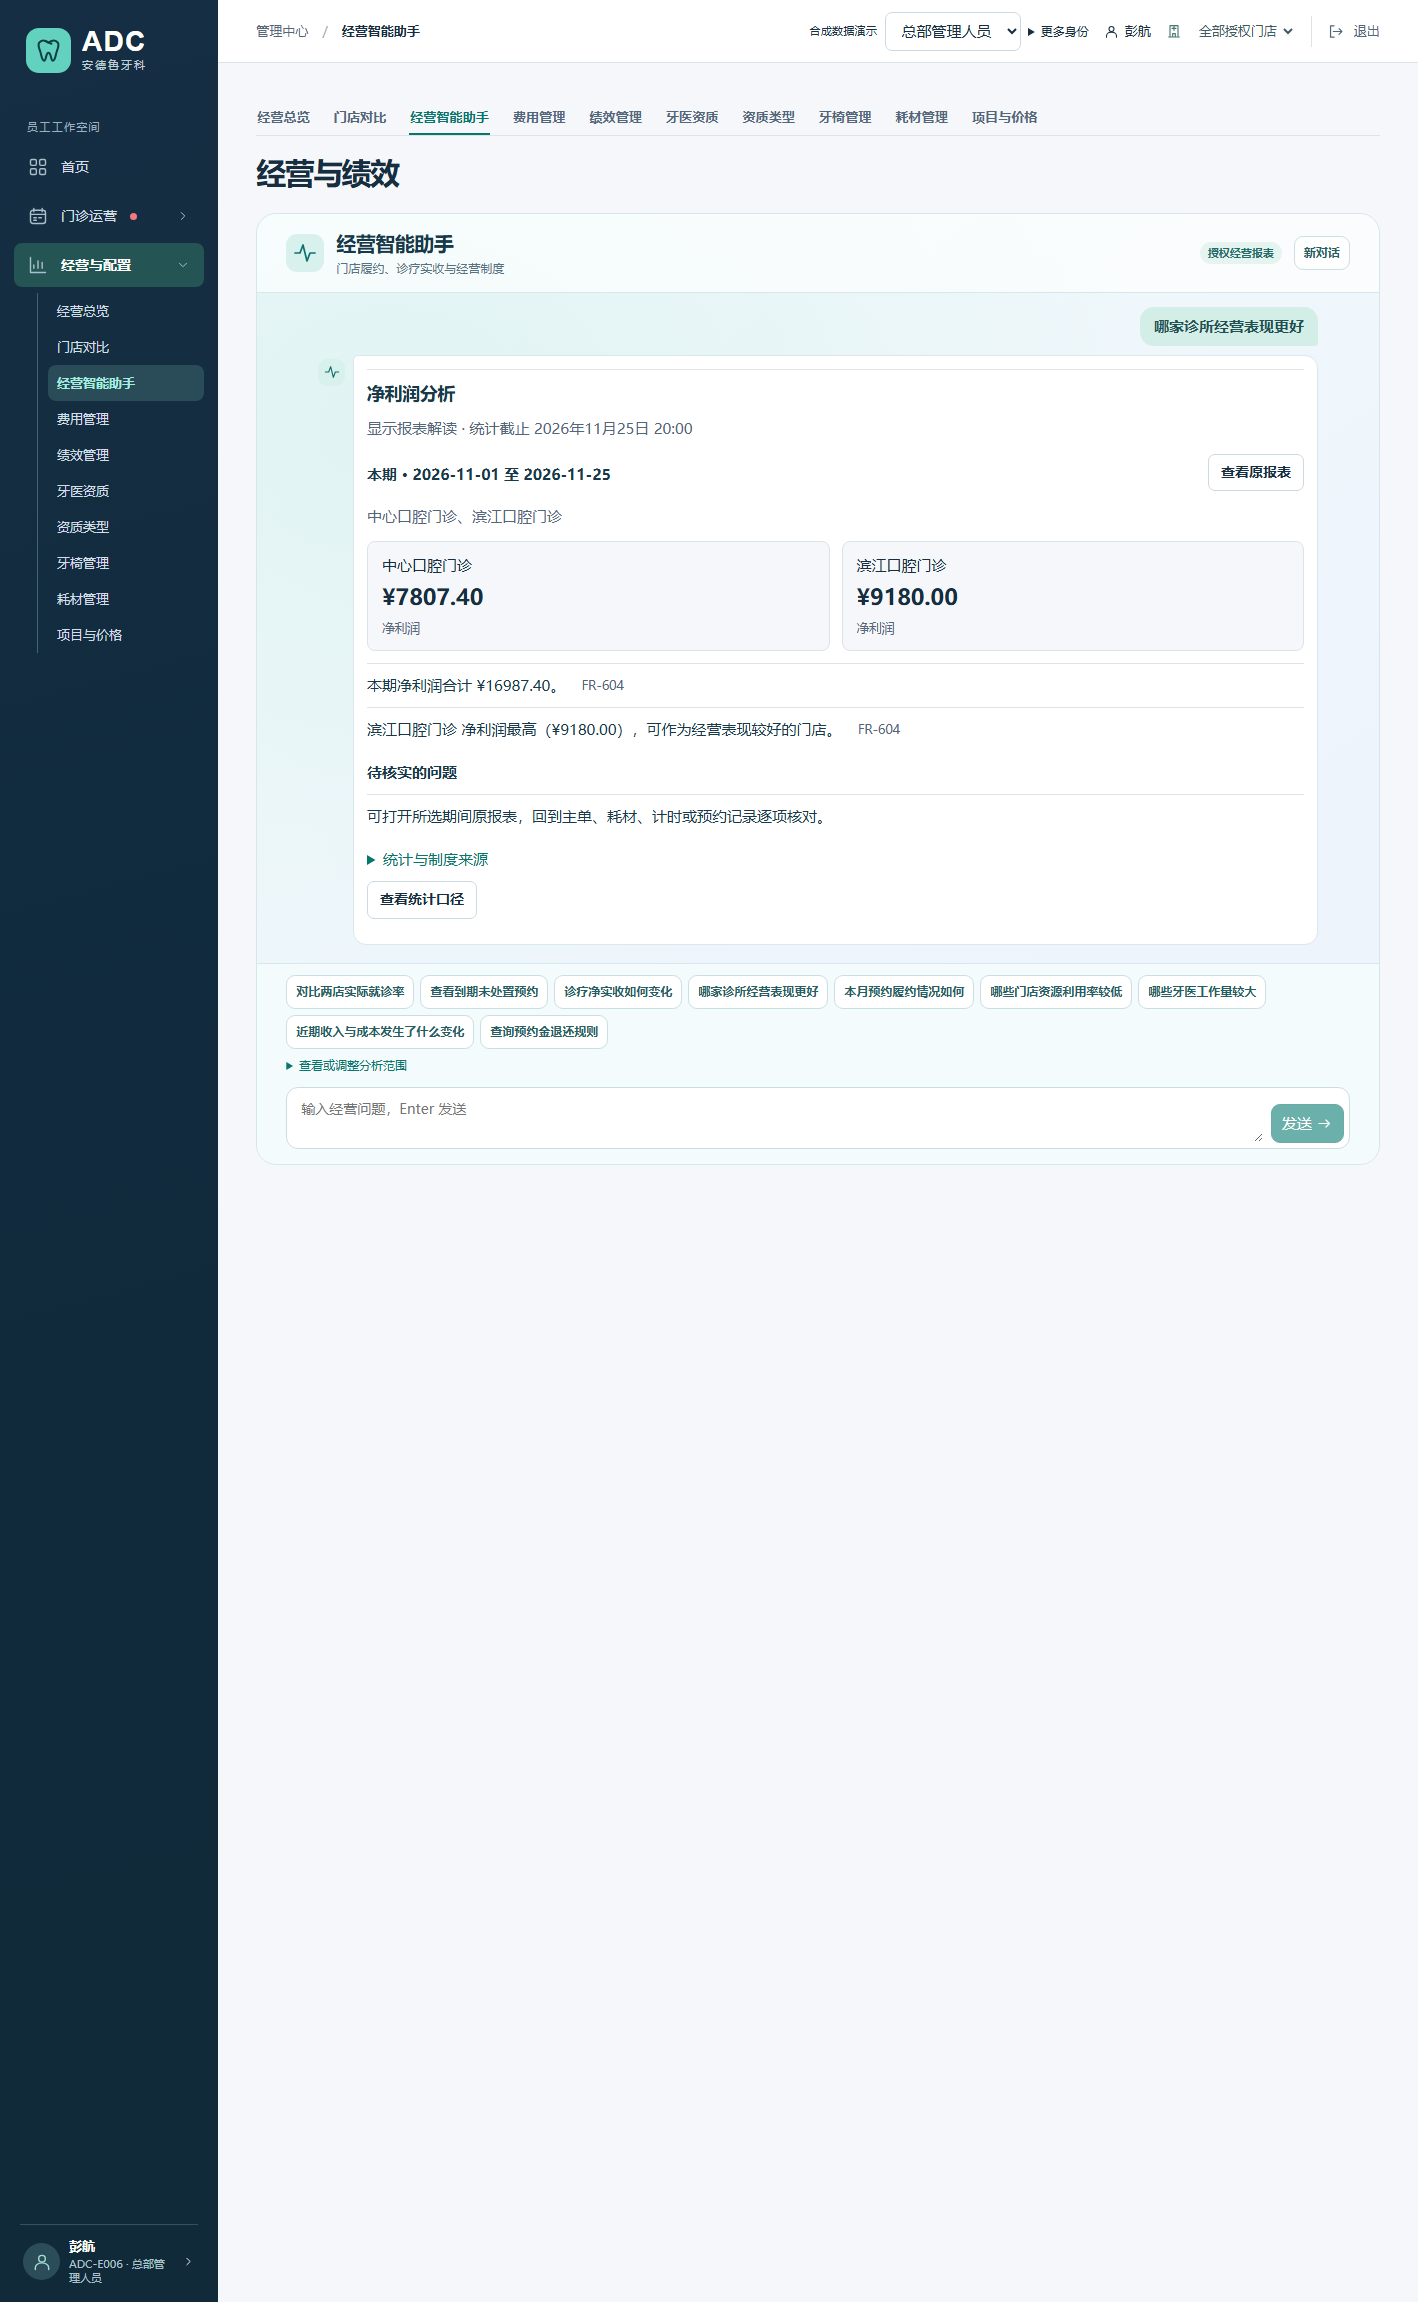 ADC
安德鲁牙科
员工工作空间
首页
门诊运营
经营与配置
经营总览
门店对比
经营智能助手
费用管理
绩效管理
牙医资质
资质类型
牙椅管理
耗材管理
项目与价格
彭航
ADC-E006 · 总部管
理人员
管理中心 / 经营智能助手
合成数据演示 总部管理人员 更多身份 彭航 全部授权门店 退出
经营总览 门店对比 经营智能助手 费用管理 绩效管理 牙医资质 资质类型 牙椅管理 耗材管理 项目与价格
经营与绩效
经营智能助手
门店履约、诊疗实收与经营制度
授权经营报表 新对话
哪家诊所经营表现更好
净利润分析
显示报表解读 · 统计截止 2026年11月25日 20:00
本期 • 2026-11-01 至 2026-11-25
查看原报表
中心口腔门诊、滨江口腔门诊
中心口腔门诊
¥7807.40
净利润
滨江口腔门诊
¥9180.00
净利润
本期净利润合计 ¥16987.40。 FR-604
滨江口腔门诊 净利润最高（¥9180.00），可作为经营表现较好的门店。 FR-604
待核实的问题
可打开所选期间原报表，回到主单、耗材、计时或预约记录逐项核对。
统计与制度来源
查看统计口径
对比两店实际就诊率 查看到期未处置预约 诊疗净实收如何变化 哪家诊所经营表现更好 本月预约履约情况如何 哪些门店资源利用率较低 哪些牙医工作量较大
近期收入与成本发生了什么变化 查询预约金退还规则
查看或调整分析范围
输入经营问题，Enter 发送
发送 →